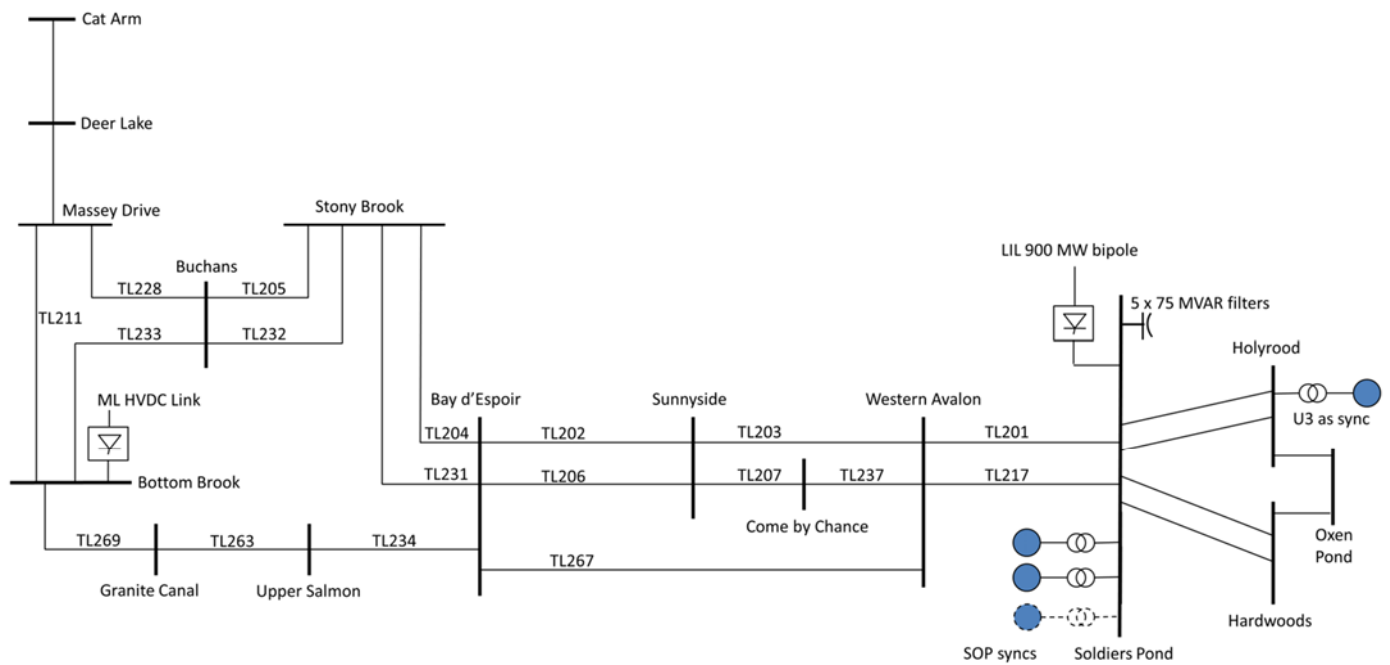 Cat Arm
Deer Lake
Massey Drive
Stony Brook
Buchans
TL228
TL205
TL211
TL233
TL232
ML HVDC Link
Bottom Brook
TL269
TL263
TL234
Granite Canal
Upper Salmon
Bay d’Espoir
Sunnyside
Western Avalon
TL204
TL202
TL203
TL201
TL231
TL206
TL207
TL237
TL217
Come by Chance
TL267
LIL 900 MW bipole
5 x 75 MVAR filters
Holyrood
U3 as sync
Oxen
Pond
Hardwoods
SOP syncs
Soldiers Pond